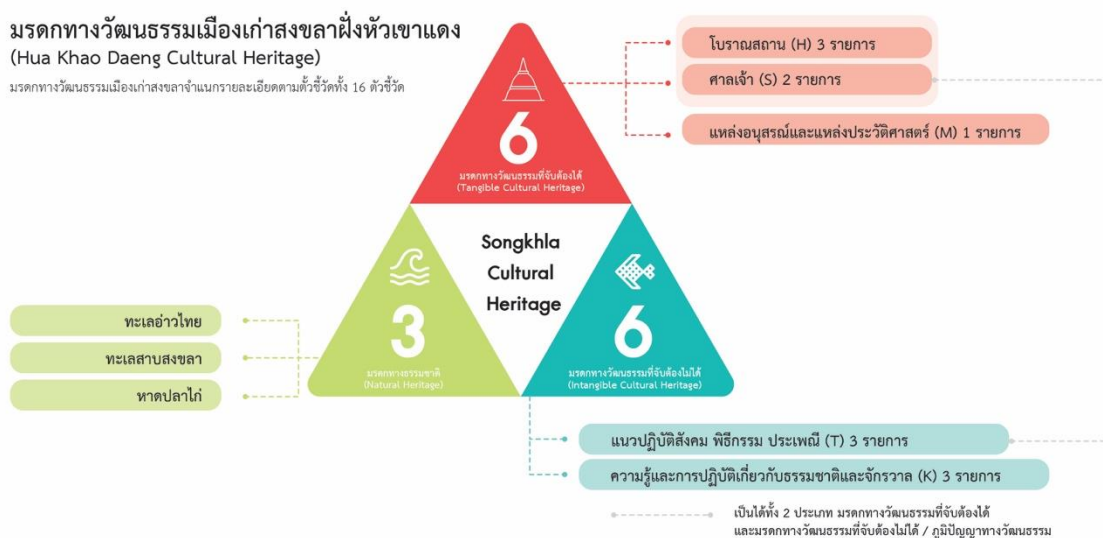 มรดกทางวัฒนธรรมเมืองเก่าสงขลาฝั่งหัวเขาแดง
(Hua Khao Daeng Cultural Heritage)
มรดกทางวัฒนธรรมเมืองเก่าสงขลาจำแนกรายละเอียดตามตั้วชี้วัดทั้ง 16 ตัวชี้วัด
โบราณสถาน (H) 3 รายการ
ศาลเจ้า (S) 2 รายการ
แหล่งอนุสรณ์และแหล่งประวัติศาสตร์ (M) 1 รายการ
6
มรดกทางวัฒนธรรมที่จับต้องได้
(Tangible Cultural Heritage)
Songkhla
Cultural
Heritage
3
มรดกทางธรรมชาติ
(Natural Heritage)
6
มรดกทางวัฒนธรรมที่จับต้องไม่ได้
(Intangible Cultural Heritage)
ทะเลอ่าวไทย
ทะเลสาบสงขลา
หาดปลาไก่
แนวปฏิบัติสังคม พิธีกรรม ประเพณี (T) 3 รายการ
ความรู้และการปฏิบัติเกี่ยวกับธรรมชาติและจักรวาล (K) 3 รายการ
เป็นได้ทั้ง 2 ประเภท มรดกทางวัฒนธรรมที่จับต้องได้
และมรดกทางวัฒนธรรมที่จับต้องไม่ได้ / ภูมิปัญญาทางวัฒนธรรม